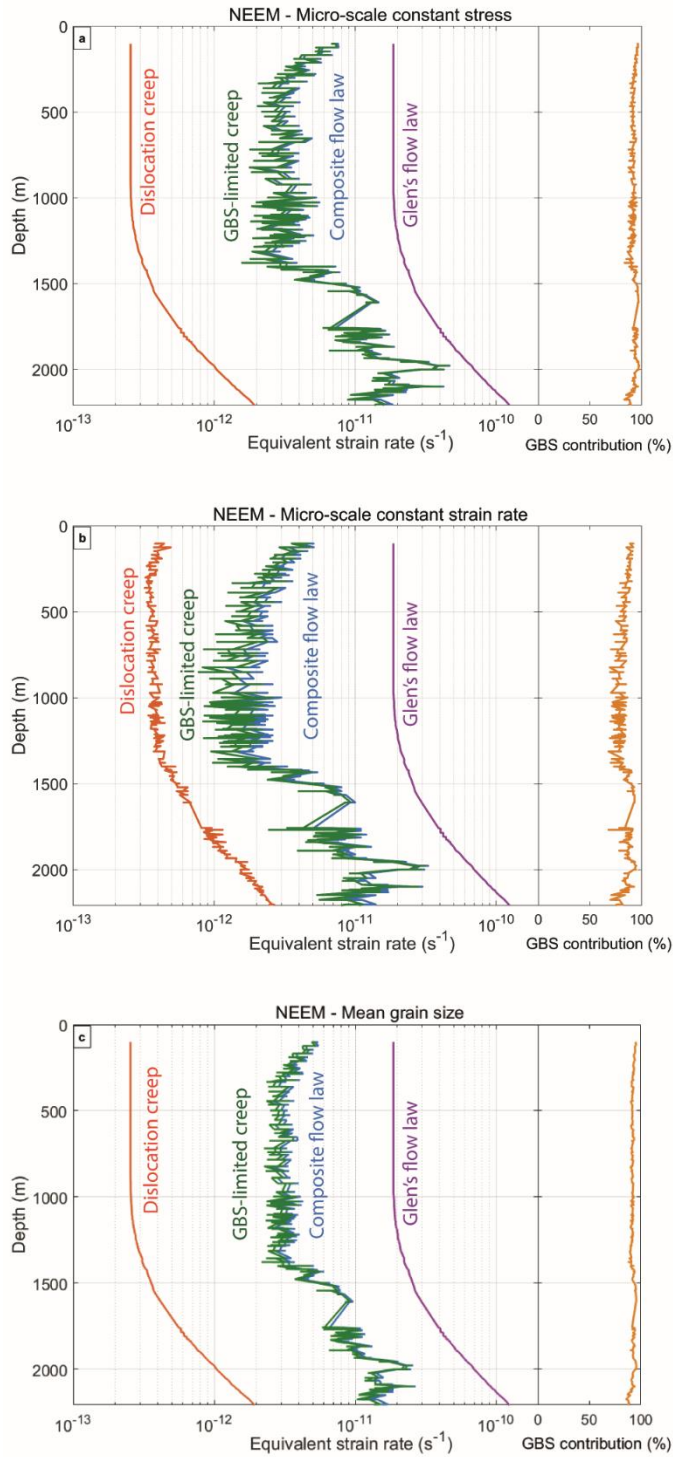 NEEM - Micro-scale constant stress
a
0
500
1000
1500
2000
Depth (m)
Dislocation creep
GBS-limited creep
Composite flow law
Glen's flow law
10-13
10-12
10-11
10-10
0
50
100
Equivalent strain rate (s-1)
GBS contribution (%)
NEEM - Micro-scale constant strain rate
b
0
500
1000
1500
2000
Depth (m)
Dislocation creep
GBS-limited creep
Composite flow law
Glen's flow law
10-13
10-12
10-11
10-10
0
50
100
Equivalent strain rate (s-1)
GBS contribution (%)
NEEM - Mean grain size
c
0
500
1000
1500
2000
Depth (m)
Dislocation creep
GBS-limited creep
Composite flow law
Glen's flow law
10-13
10-12
10-11
10-10
0
50
100
Equivalent strain rate (s-1)
GBS contribution (%)